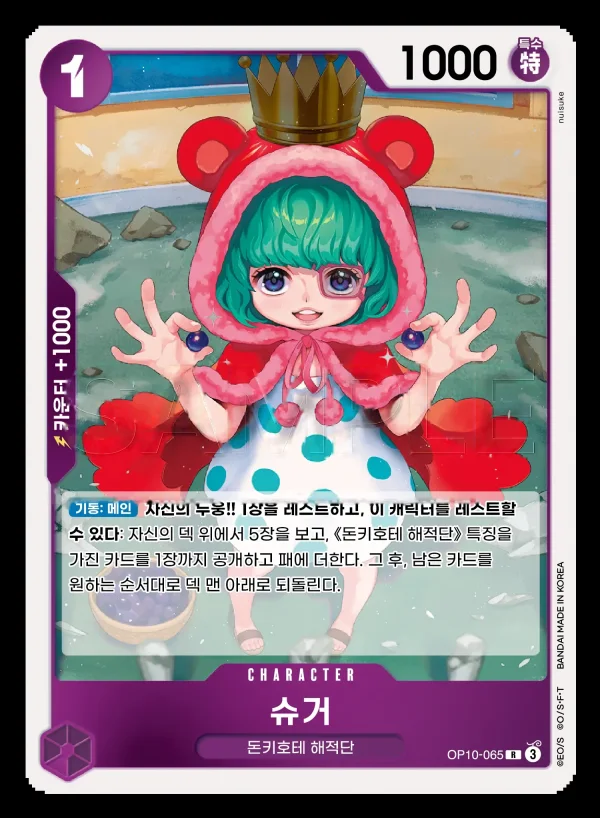 1
1000
특수
特
nuisuke
카운터 +1000
SAMPLE
기동: 메인 자신의 두웅!! 1장을 레스트하고, 이 캐릭터를 레스트할
수 있다: 자신의 덱 위에서 5장을 보고, 《돈키호테 해적단》 특징을
가진 카드를 1장까지 공개하고 패에 더한다. 그 후, 남은 카드를
원하는 순서대로 덱 맨 아래로 되돌린다.
CHARACTER
슈거
돈키호테 해적단
OP10-065 R 3
©EO/S ©O/S·F·T BANDAI MADE IN KOREA